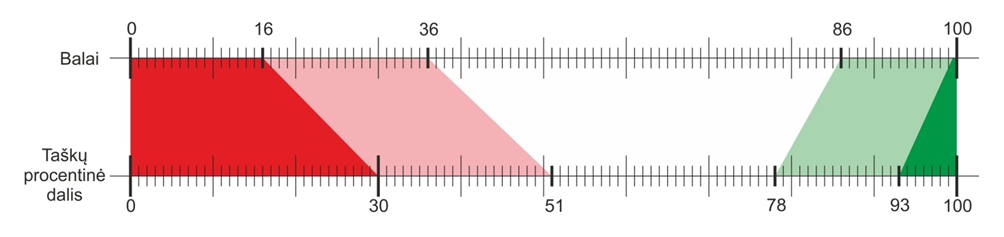 0 16 36 86 100
Balai
Taškų
procentinė
dalis
0 30 51 78 93 100